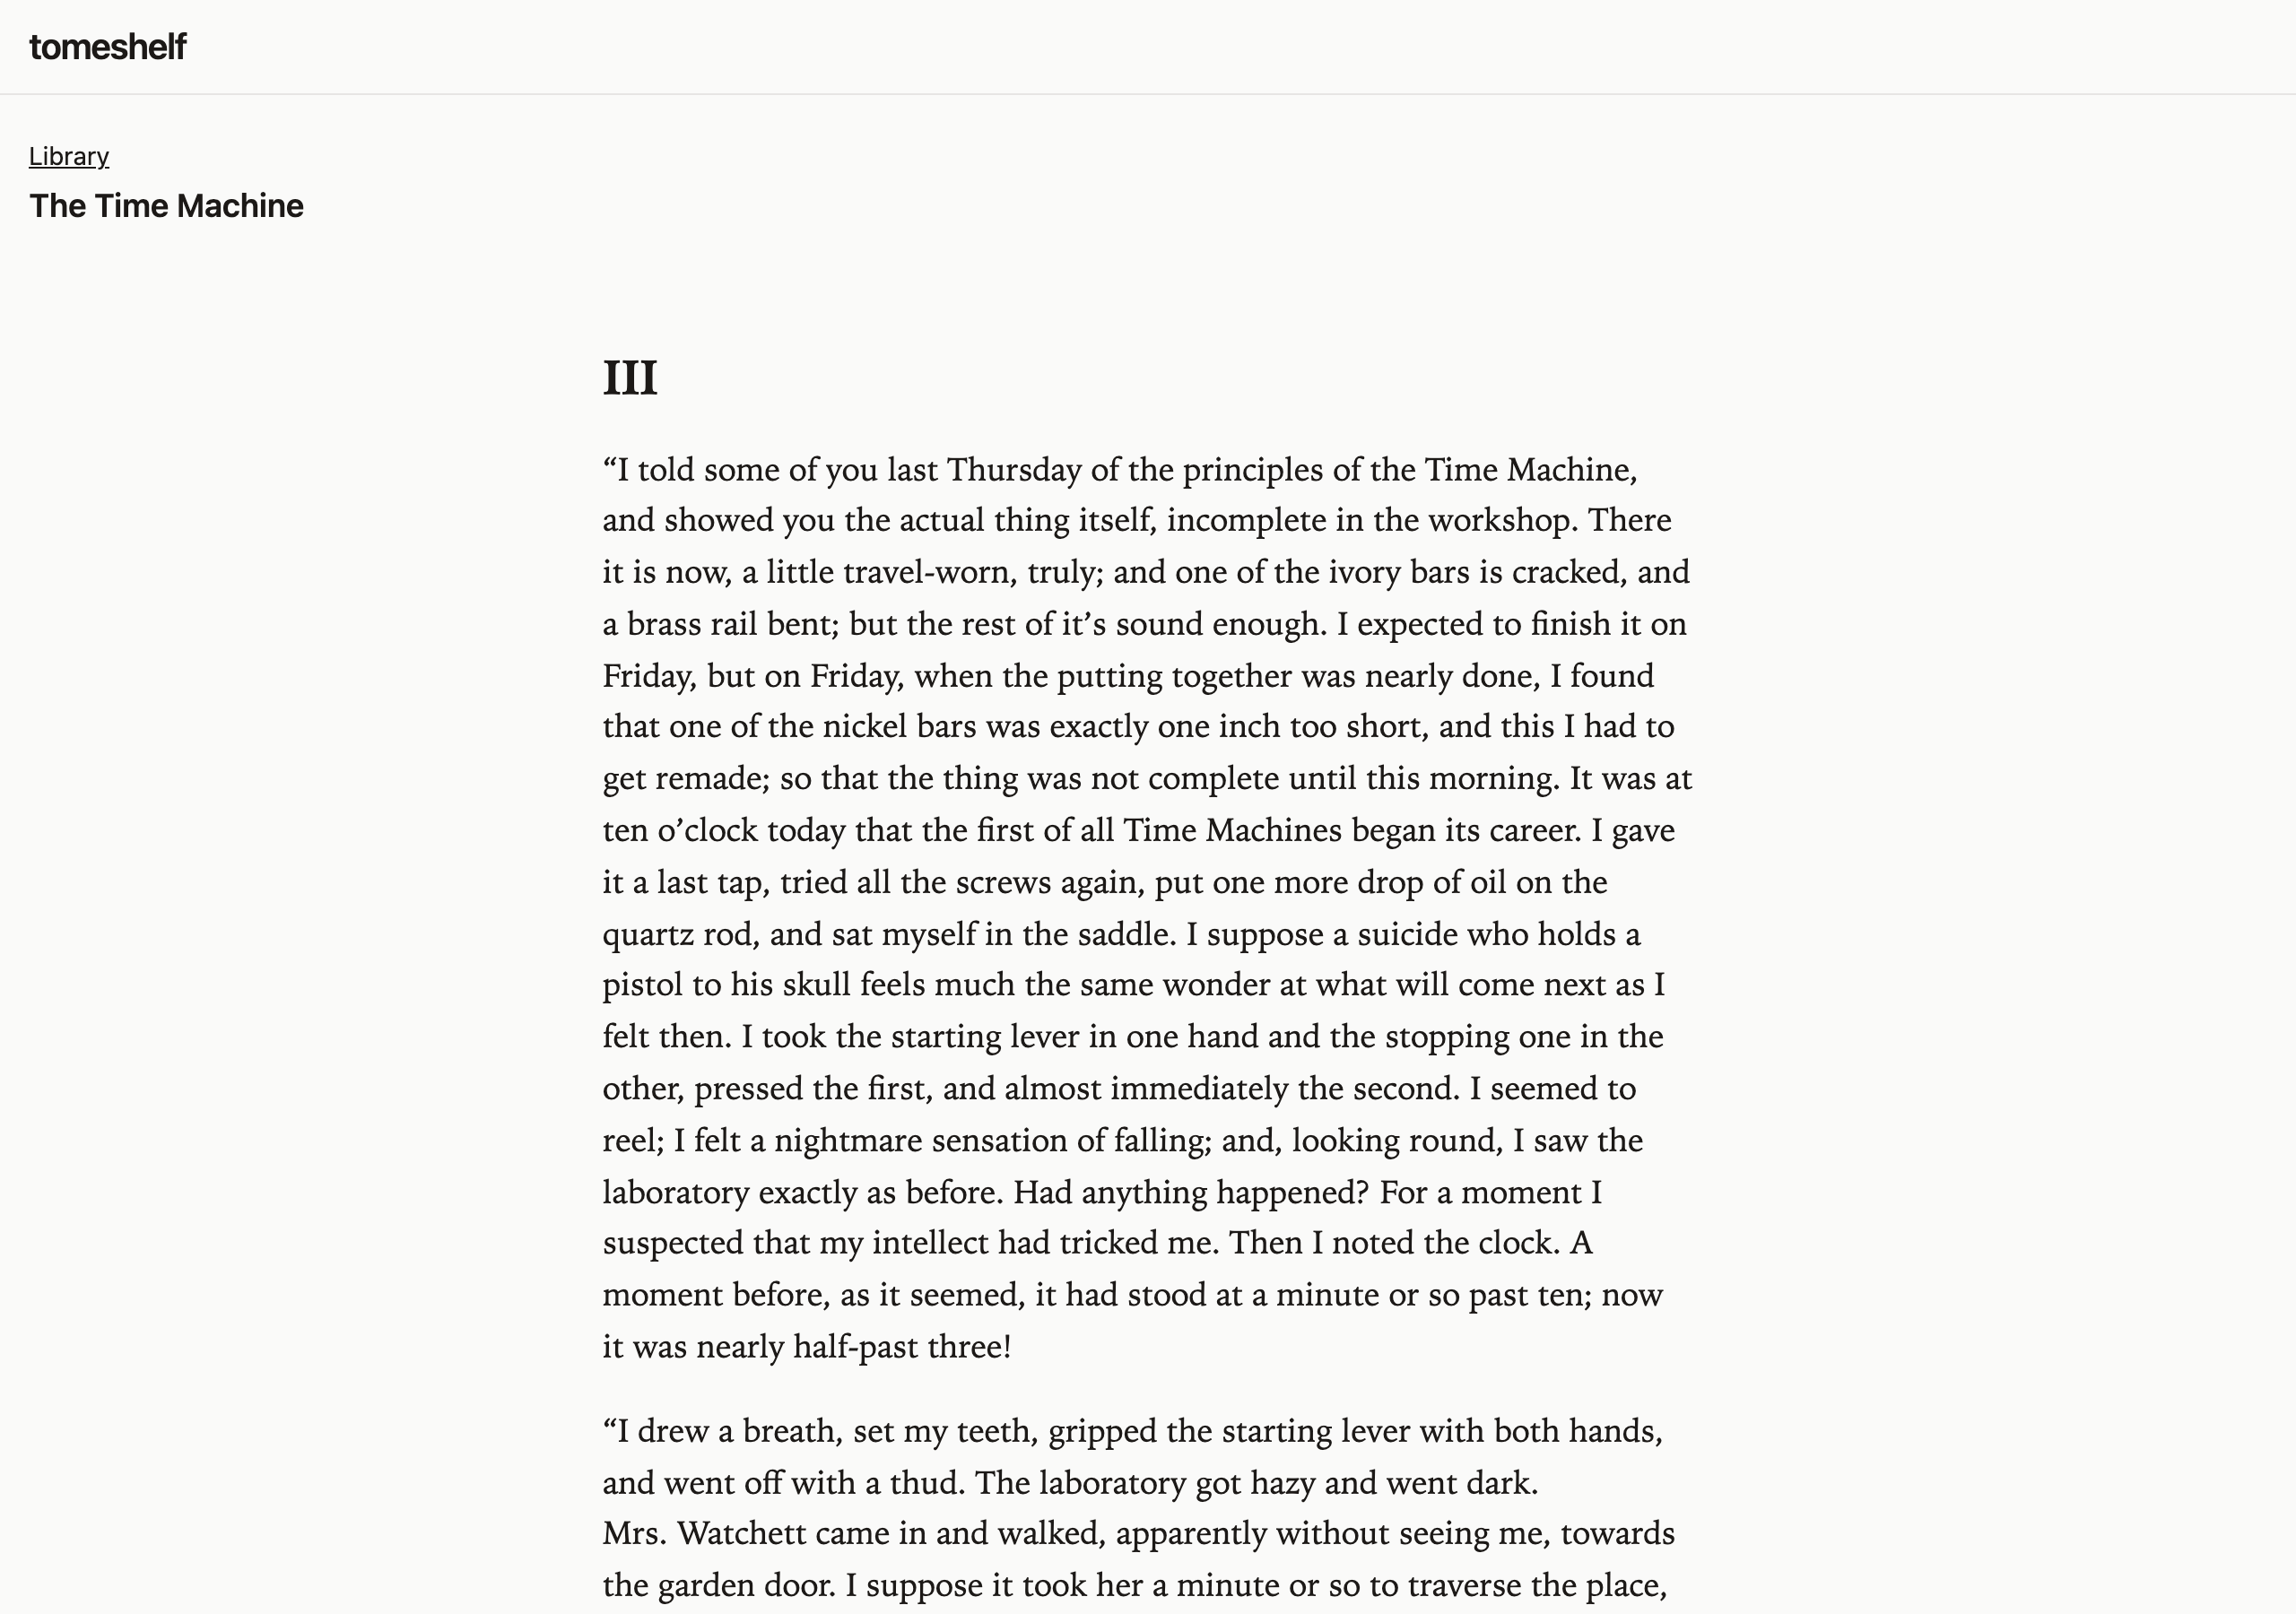 tomeshelf
Library
The Time Machine
III
“I told some of you last Thursday of the principles of the Time Machine,
and showed you the actual thing itself, incomplete in the workshop. There
it is now, a little travel-worn, truly; and one of the ivory bars is cracked, and
a brass rail bent; but the rest of it’s sound enough. I expected to finish it on
Friday, but on Friday, when the putting together was nearly done, I found
that one of the nickel bars was exactly one inch too short, and this I had to
get remade; so that the thing was not complete until this morning. It was at
ten o’clock today that the first of all Time Machines began its career. I gave
it a last tap, tried all the screws again, put one more drop of oil on the
quartz rod, and sat myself in the saddle. I suppose a suicide who holds a
pistol to his skull feels much the same wonder at what will come next as I
felt then. I took the starting lever in one hand and the stopping one in the
other, pressed the first, and almost immediately the second. I seemed to
reel; I felt a nightmare sensation of falling; and, looking round, I saw the
laboratory exactly as before. Had anything happened? For a moment I
suspected that my intellect had tricked me. Then I noted the clock. A
moment before, as it seemed, it had stood at a minute or so past ten; now
it was nearly half-past three!
“I drew a breath, set my teeth, gripped the starting lever with both hands,
and went off with a thud. The laboratory got hazy and went dark.
Mrs. Watchett came in and walked, apparently without seeing me, towards
the garden door. I suppose it took her a minute or so to traverse the place,